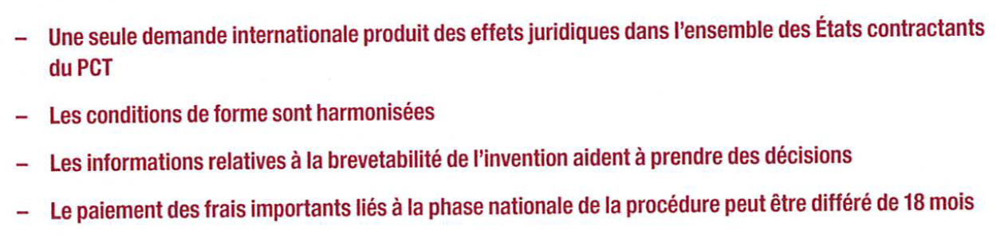 – Une seule demande internationale produit des effets juridiques dans l'ensemble des États contractants
du PCT
– Les conditions de forme sont harmonisées
– Les informations relatives à la brevetabilité de l'invention aident à prendre des décisions
– Le paiement des frais importants liés à la phase nationale de la procédure peut être différé de 18 mois